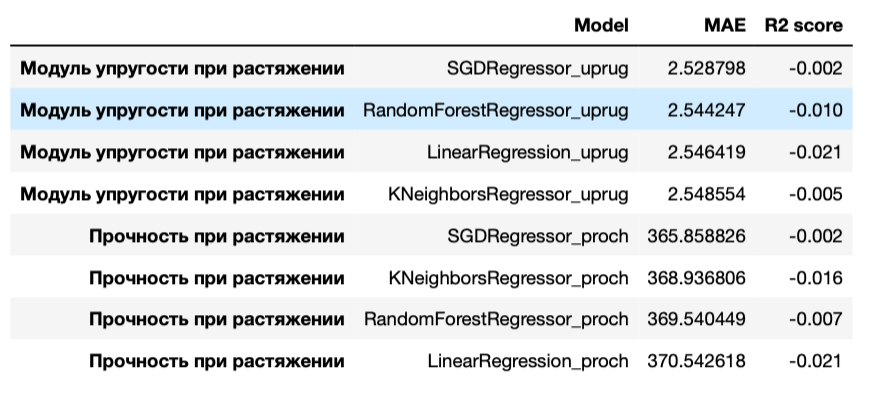 Model MAE R2 score
Модуль упругости при растяжении SGDRegressor_uprug 2.528798 -0.002
Модуль упругости при растяжении RandomForestRegressor_uprug 2.544247 -0.010
Модуль упругости при растяжении LinearRegression_uprug 2.546419 -0.021
Модуль упругости при растяжении KNeighborsRegressor_uprug 2.548554 -0.005
Прочность при растяжении SGDRegressor_proch 365.858826 -0.002
Прочность при растяжении KNeighborsRegressor_proch 368.936806 -0.016
Прочность при растяжении RandomForestRegressor_proch 369.540449 -0.007
Прочность при растяжении LinearRegression_proch 370.542618 -0.021